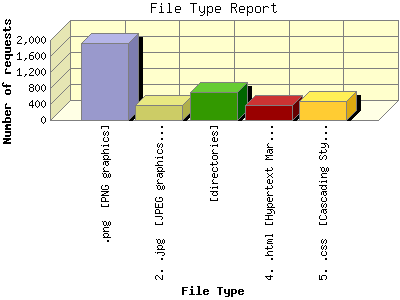 File Type Report
Number of requests
2,000
1,600
1,200
800
400
0
.png [PNG graphics]
2. .jpg [JPEG graphics...
[directories]
4. .html [Hypertext Mar...
5. .css [Cascading Sty...
File Type